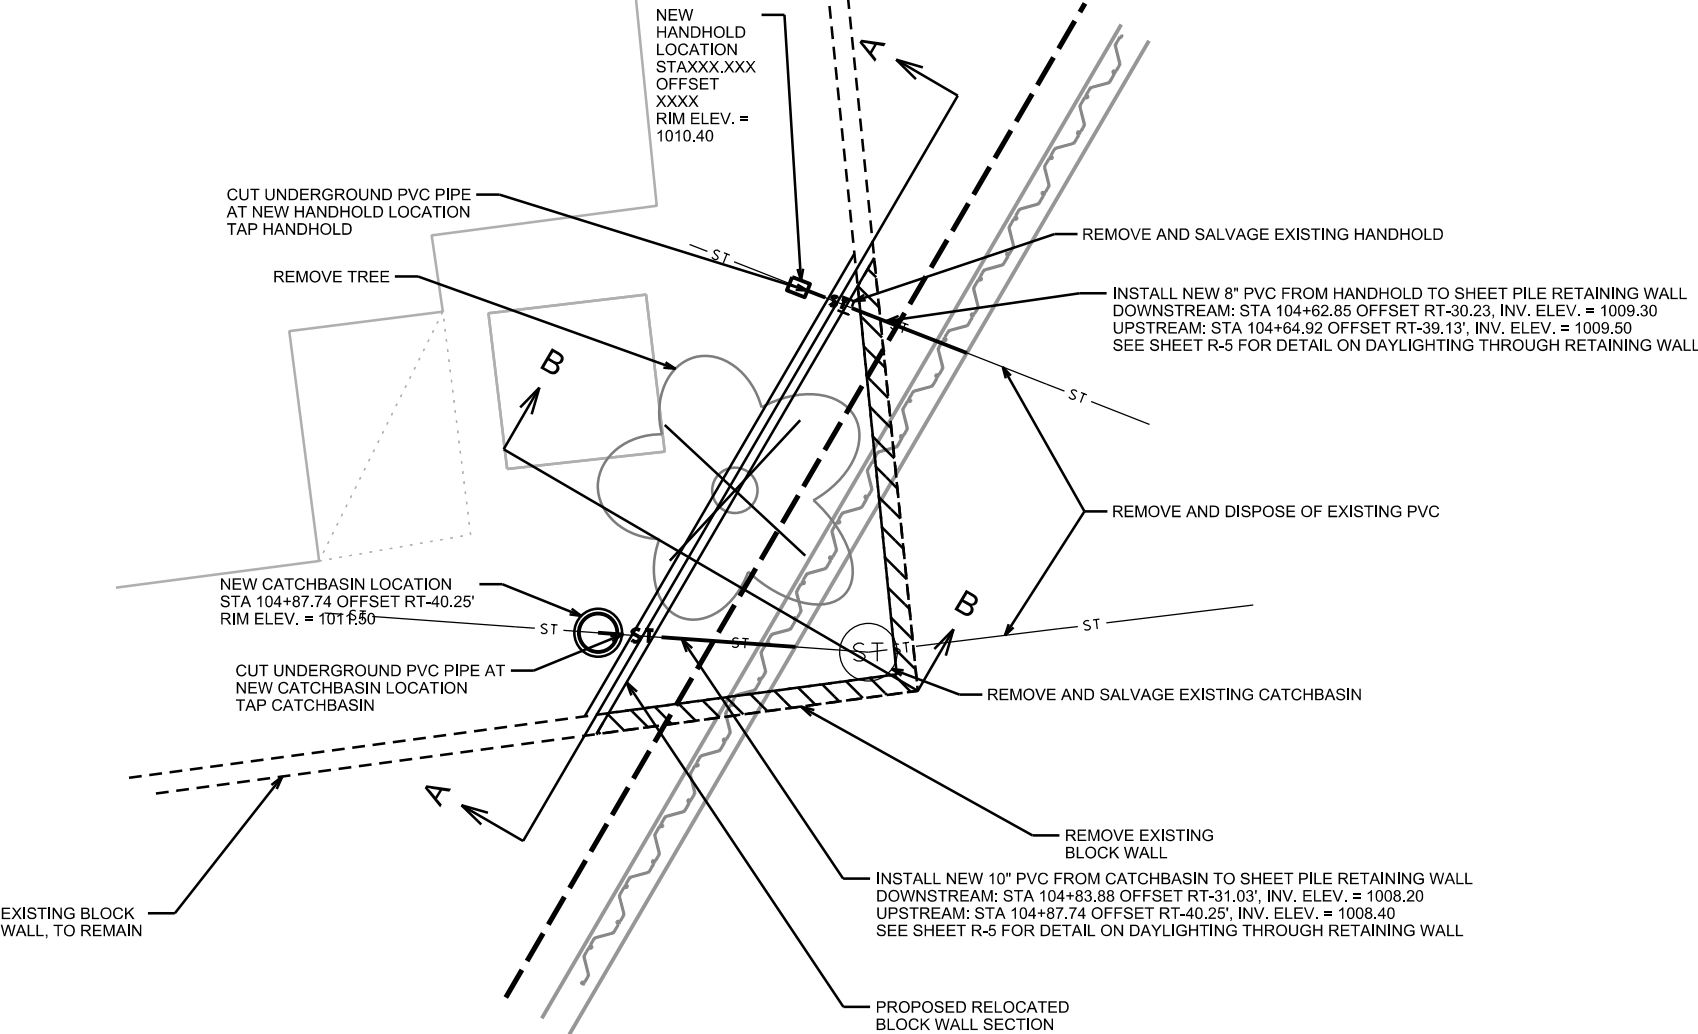 NEW
HANDHOLD
LOCATION
STAXXX.XXX
OFFSET
XXXX
RIM ELEV. =
1010.40
A
CUT UNDERGROUND PVC PIPE
AT NEW HANDHOLD LOCATION
TAP HANDHOLD
ST
REMOVE AND SALVAGE EXISTING HANDHOLD
REMOVE TREE
ST
INSTALL NEW 8" PVC FROM HANDHOLD TO SHEET PILE RETAINING WALL
DOWNSTREAM: STA 104+62.85 OFFSET RT-30.23, INV. ELEV. = 1009.30
UPSTREAM: STA 104+64.92 OFFSET RT-39.13', INV. ELEV. = 1009.50
SEE SHEET R-5 FOR DETAIL ON DAYLIGHTING THROUGH RETAINING WALL
ST
B
ST
REMOVE AND DISPOSE OF EXISTING PVC
NEW CATCHBASIN LOCATION
STA 104+87.74 OFFSET RT-40.25'
RIM ELEV. = 1011.50
ST
ST
ST
ST
ST
ST
ST
B
CUT UNDERGROUND PVC PIPE AT
NEW CATCHBASIN LOCATION
TAP CATCHBASIN
REMOVE AND SALVAGE EXISTING CATCHBASIN
A
REMOVE EXISTING
BLOCK WALL
INSTALL NEW 10" PVC FROM CATCHBASIN TO SHEET PILE RETAINING WALL
DOWNSTREAM: STA 104+83.88 OFFSET RT-31.03', INV. ELEV. = 1008.20
UPSTREAM: STA 104+87.74 OFFSET RT-40.25', INV. ELEV. = 1008.40
SEE SHEET R-5 FOR DETAIL ON DAYLIGHTING THROUGH RETAINING WALL
EXISTING BLOCK
WALL, TO REMAIN
PROPOSED RELOCATED
BLOCK WALL SECTION